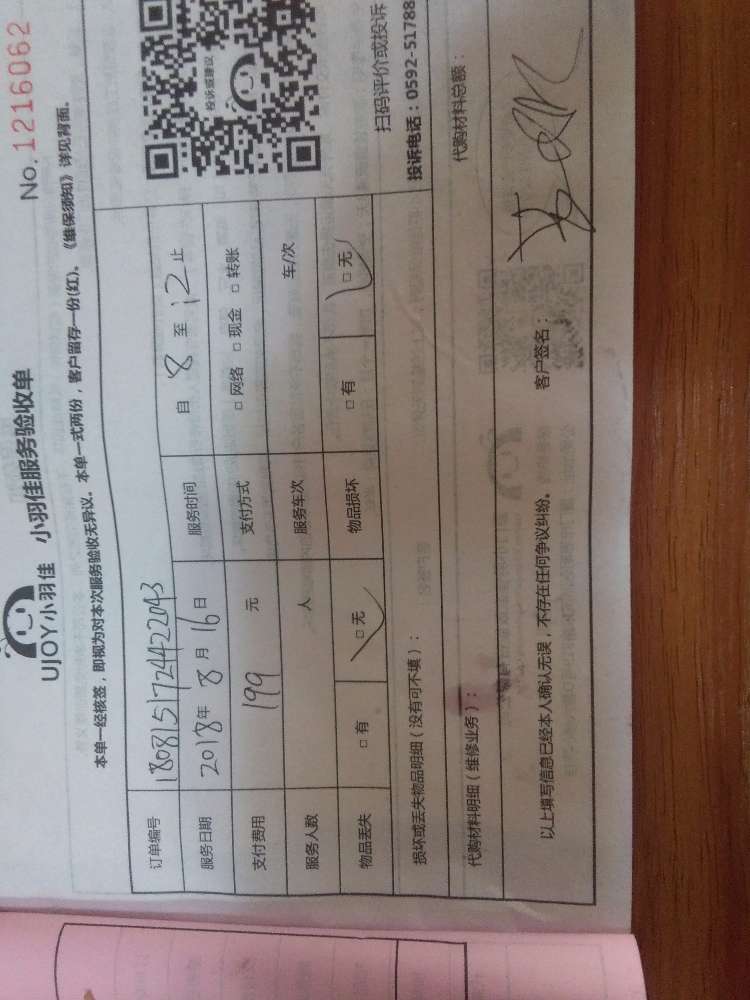 No.1216062
UJOY小羽佳 小羽佳服务验收单
本单一经核签，即视为对本次服务验收无异议。本单一式两份，客户留存一份(红)。《维保须知》详见背面。
订单编号 1808151724422043
服务日期 2018年8月16日 服务时间 自 8 至 12 止
支付费用 199 元 支付方式 □ 网络 □ 现金 □ 转账
服务人数 人 服务车次 车/次
物品丢失 □ 有 □ 无 物品损坏 □ 有 □ 无
投诉或建议
扫码评价或投诉
投诉电话：0592-51788
损坏或丢失物品明细（没有可不填）：
代购材料明细（维修业务）： 代购材料总额：
以上填写信息已经本人确认无误，不存在任何争议纠纷。 客户签名：